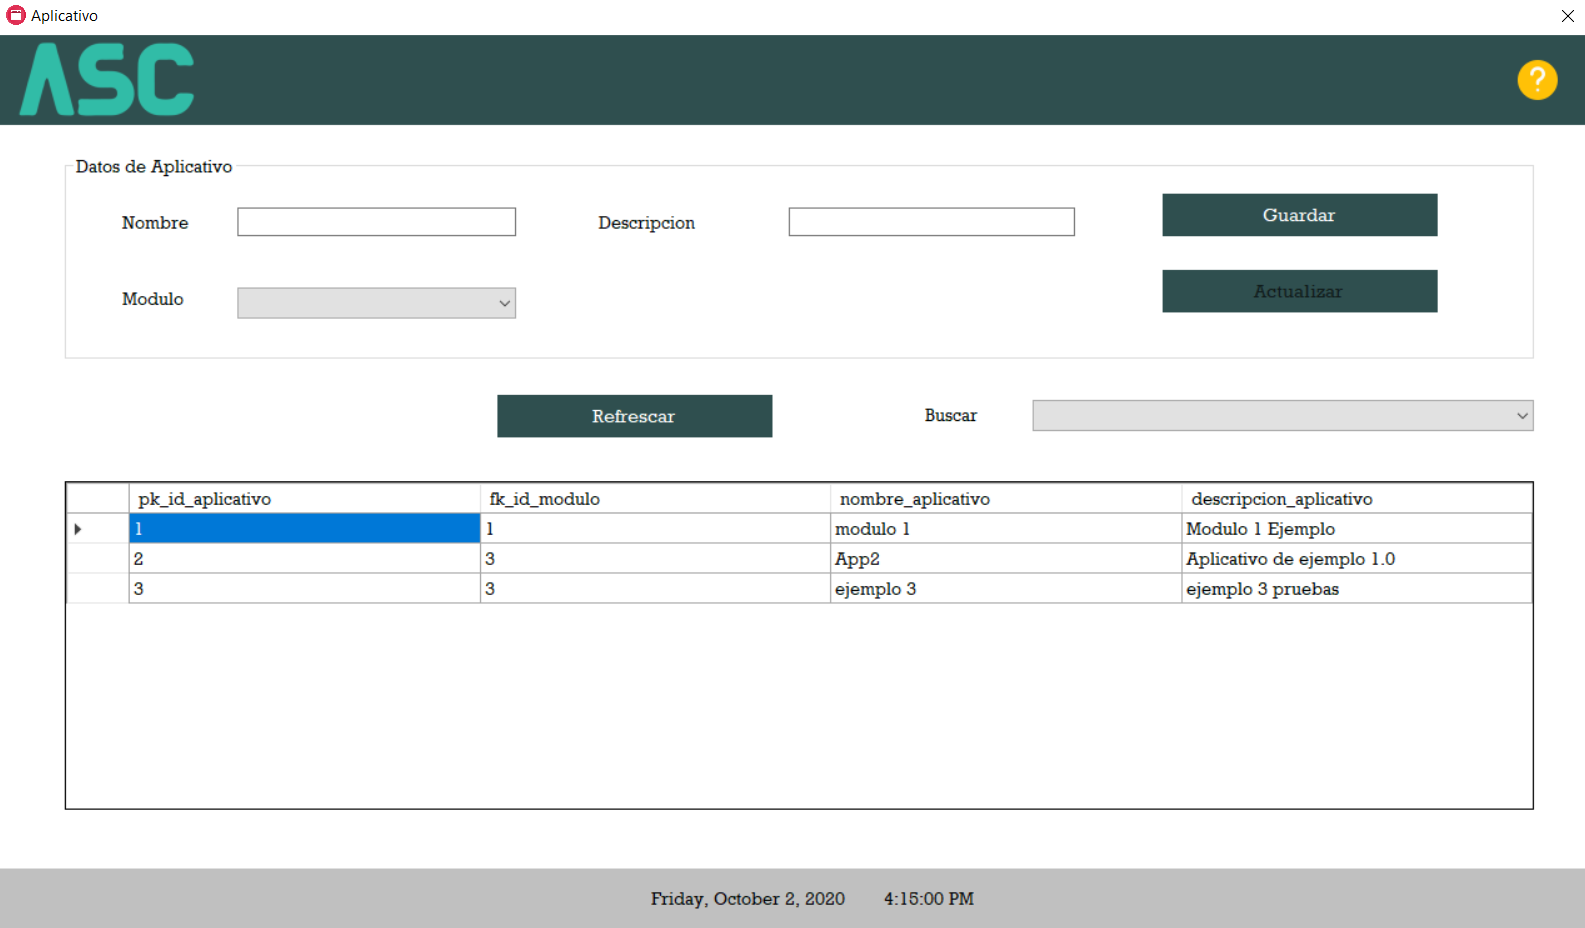 Aplicativo
ASC
?
Datos de Aplicativo
Nombre
Descripcion
Guardar
Modulo
Actualizar
Refrescar
Buscar
pk_id_aplicativo fk_id_modulo nombre_aplicativo descripcion_aplicativo
1 1 modulo 1 Modulo 1 Ejemplo
2 3 App2 Aplicativo de ejemplo 1.0
3 3 ejemplo 3 ejemplo 3 pruebas
Friday, October 2, 2020 4:15:00 PM